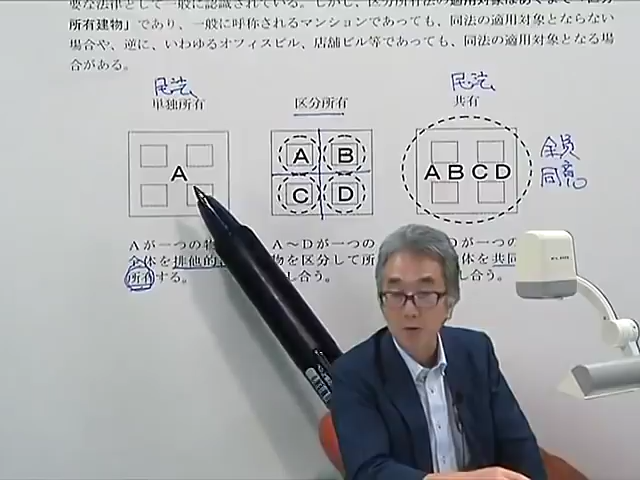 要な法律として一般に認識されている。しかし、区分所有法の適用対象はあくまで「区分
所有建物」であり、一般に呼称されるマンションであっても、同法の適用対象とならない
場合や、逆に、いわゆるオフィスビル、店舗ビル等であっても、同法の適用対象となる場
合がある。
民法
単独所有
区分所有
民法
共有
A
A B
C D
A B C D
全員
同意
Aが一つの物
全体を排他的
所有する。
A～Dが一つの
物を区分して所
し合う。
Dが一つの
体を共同
合う。